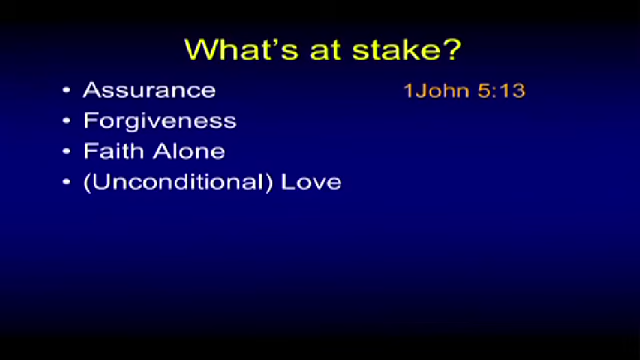 What's at stake?
• Assurance 1John 5:13
• Forgiveness
• Faith Alone
• (Unconditional) Love